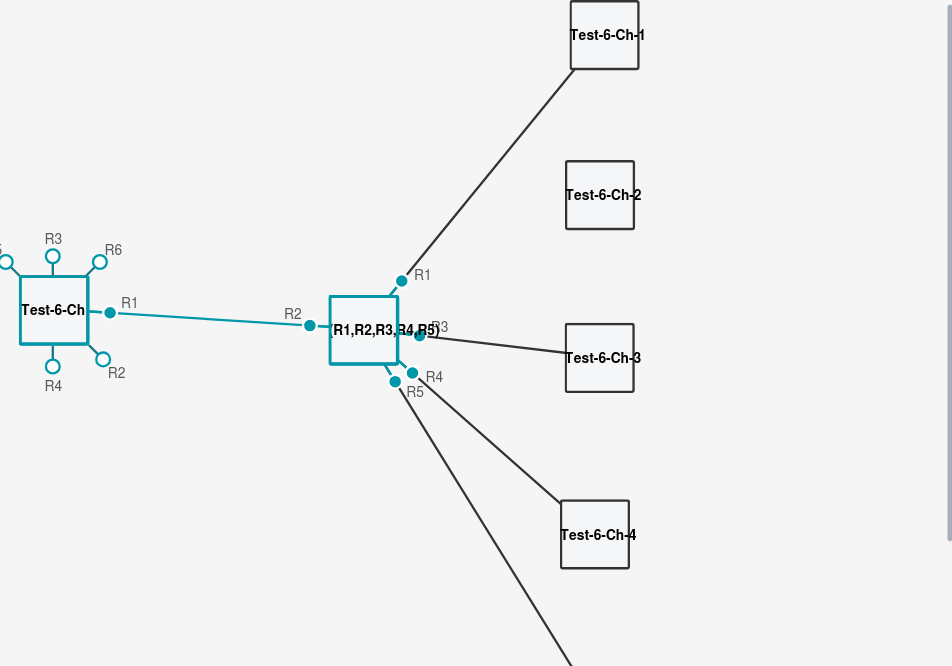 Test-6-Ch-1
Test-6-Ch-2
R3
R6
R1
Test-6-Ch
R1
R2
(R1,R2,R3,R4,R5)
R3
Test-6-Ch-3
R4
R2
R4
R5
Test-6-Ch-4